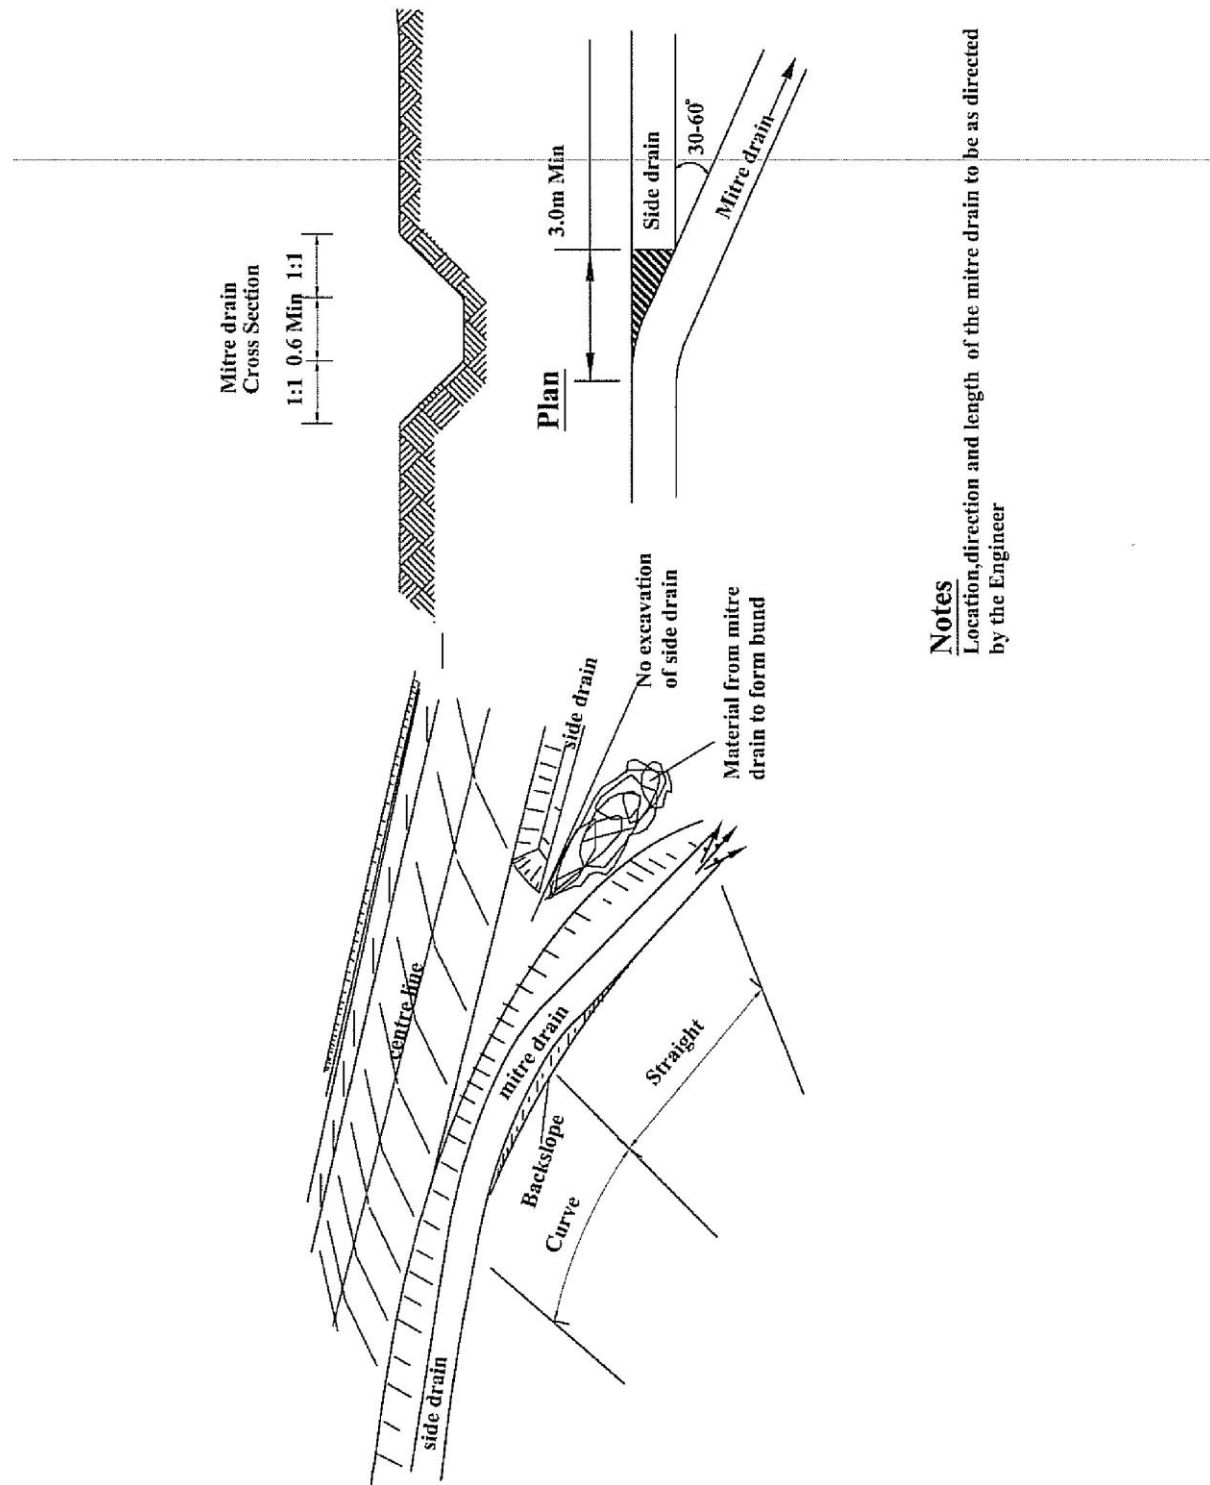 Mitre drain
Cross Section
1:1 0.6 Min 1:1
Plan
3.0m Min
Side drain
30-60°
Mitre drain
side drain
centre line
mitre drain
Backslope
Curve
Straight
side drain
No excavation
of side drain
Material from mitre
drain to form bund
Notes
Location,direction and length of the mitre drain to be as directed
by the Engineer